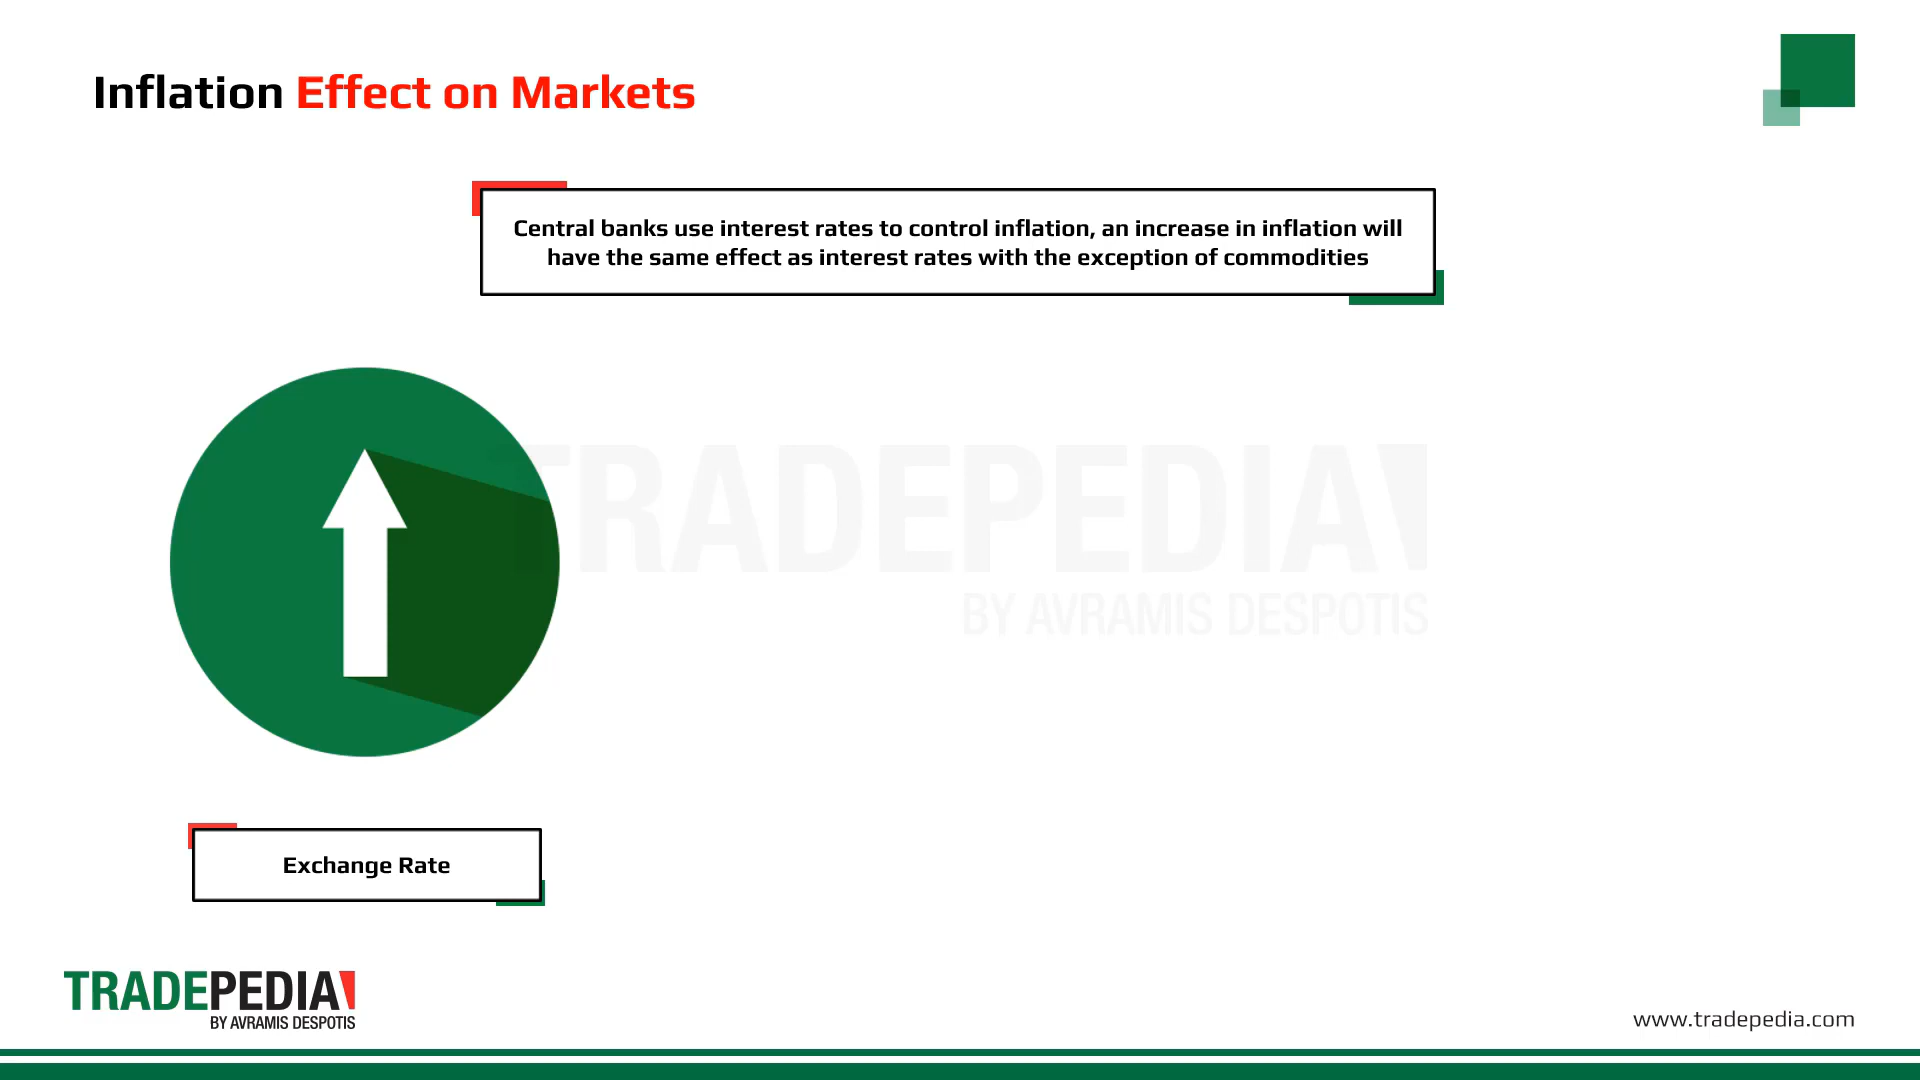 Inflation Effect on Markets
Central banks use interest rates to control inflation, an increase in inflation will
have the same effect as interest rates with the exception of commodities
TRADEPEDIA
BY AVRAMIS DESPOTIS
Exchange Rate
TRADEPEDIA
BY AVRAMIS DESPOTIS
www.tradepedia.com